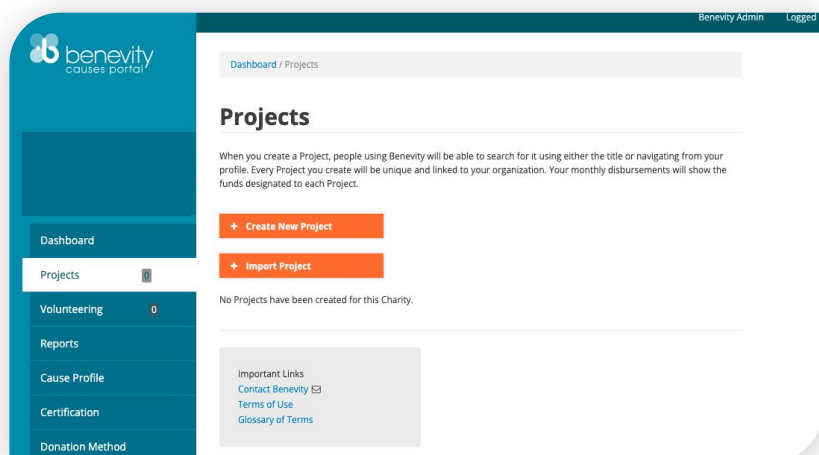 Benevity Admin Logged
benevity
causes portal
Dashboard / Projects
Projects
When you create a Project, people using Benevity will be able to search for it using either the title or navigating from your
profile. Every Project you create will be unique and linked to your organization. Your monthly disbursements will show the
funds designated to each Project.
+ Create New Project
+ Import Project
No Projects have been created for this Charity.
Dashboard
Projects 0
Volunteering 0
Reports
Cause Profile
Certification
Donation Method
Important Links
Contact Benevity
Terms of Use
Glossary of Terms